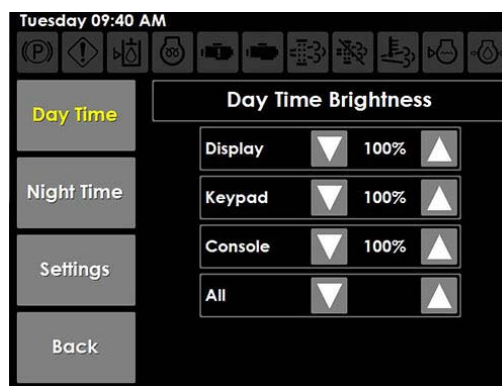 Tuesday 09:40 AM
(P)
Day Time
Day Time Brightness
Display 100%
Night Time
Keypad 100%
Console 100%
Settings
All
Back